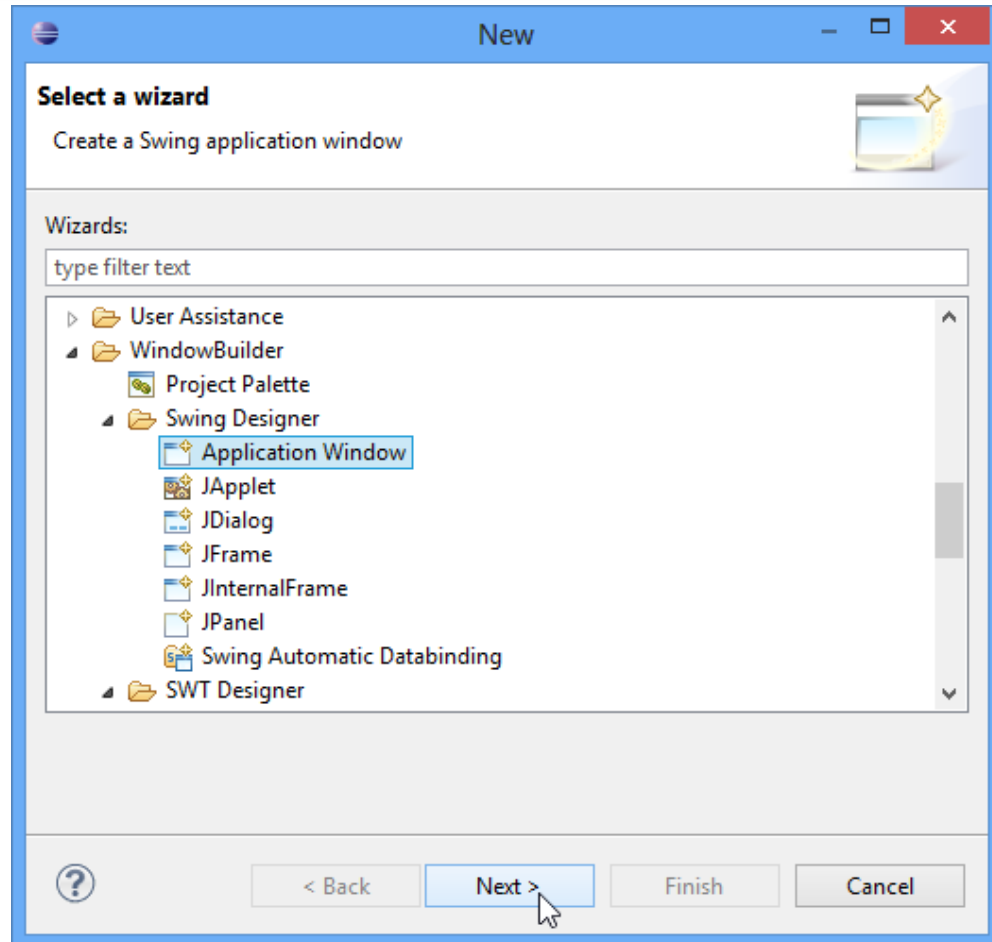 New
Select a wizard
Create a Swing application window
Wizards:
type filter text
User Assistance
WindowBuilder
Project Palette
Swing Designer
Application Window
JApplet
JDialog
JFrame
JInternalFrame
JPanel
Swing Automatic Databinding
SWT Designer
< Back Next > Finish Cancel